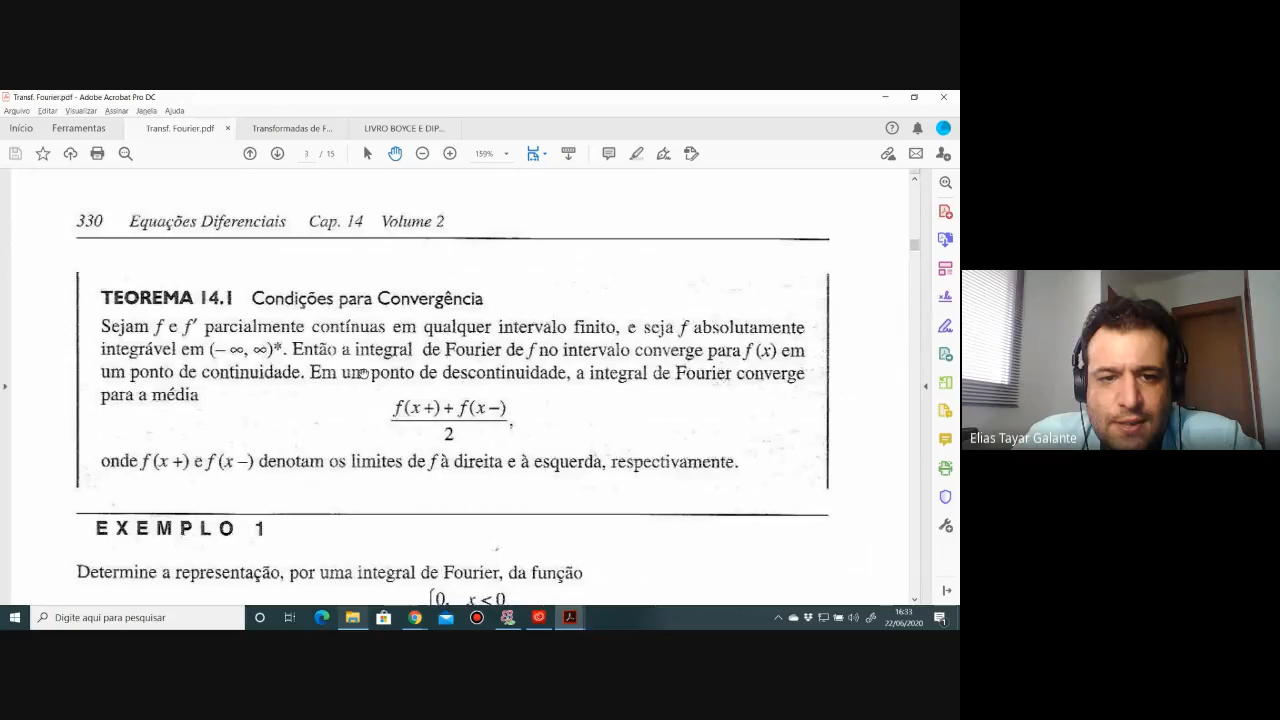 Transf. Fourier.pdf - Adobe Acrobat Pro DC
Arquivo Editar Visualizar Assinar Janela Ajuda
Início Ferramentas Transf. Fourier.pdf × Transformadas de F... LIVRO BOYCE E DIP...
3 / 15 159%
330 Equações Diferenciais Cap. 14 Volume 2
TEOREMA 14.1 Condições para Convergência
Sejam f e f′ parcialmente contínuas em qualquer intervalo finito, e seja f absolutamente
integrável em (– ∞, ∞)*. Então a integral de Fourier de f no intervalo converge para f (x) em
um ponto de continuidade. Em um ponto de descontinuidade, a integral de Fourier converge
para a média
f(x+) + f(x–)
2 ,
onde f (x +) e f (x –) denotam os limites de f à direita e à esquerda, respectivamente.
EXEMPLO 1
Determine a representação, por uma integral de Fourier, da função
{0, x < 0
Elias Tayar Galante
Digite aqui para pesquisar
16:33
22/06/2020